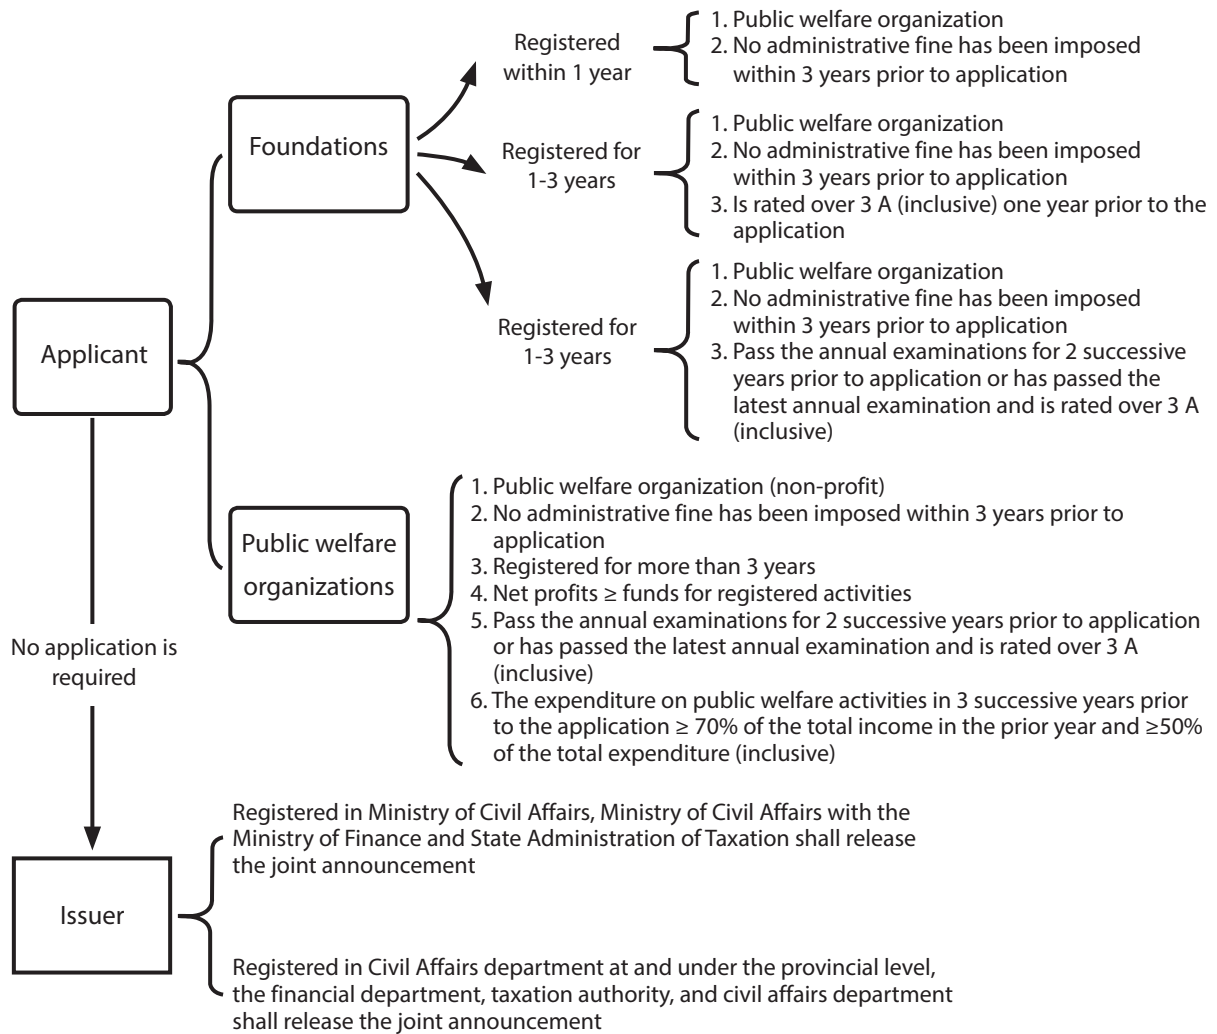 Applicant
Foundations
Registered
within 1 year
1. Public welfare organization
2. No administrative fine has been imposed
within 3 years prior to application
Registered for
1-3 years
1. Public welfare organization
2. No administrative fine has been imposed
within 3 years prior to application
3. Is rated over 3 A (inclusive) one year prior to the
application
Registered for
1-3 years
1. Public welfare organization
2. No administrative fine has been imposed
within 3 years prior to application
3. Pass the annual examinations for 2 successive
years prior to application or has passed the
latest annual examination and is rated over 3 A
(inclusive)
Public welfare
organizations
1. Public welfare organization (non-profit)
2. No administrative fine has been imposed within 3 years prior to
application
3. Registered for more than 3 years
4. Net profits ≥ funds for registered activities
5. Pass the annual examinations for 2 successive years prior to application
or has passed the latest annual examination and is rated over 3 A
(inclusive)
6. The expenditure on public welfare activities in 3 successive years prior
to the application ≥ 70% of the total income in the prior year and ≥50%
of the total expenditure (inclusive)
No application is
required
Issuer
Registered in Ministry of Civil Affairs, Ministry of Civil Affairs with the
Ministry of Finance and State Administration of Taxation shall release
the joint announcement
Registered in Civil Affairs department at and under the provincial level,
the financial department, taxation authority, and civil affairs department
shall release the joint announcement